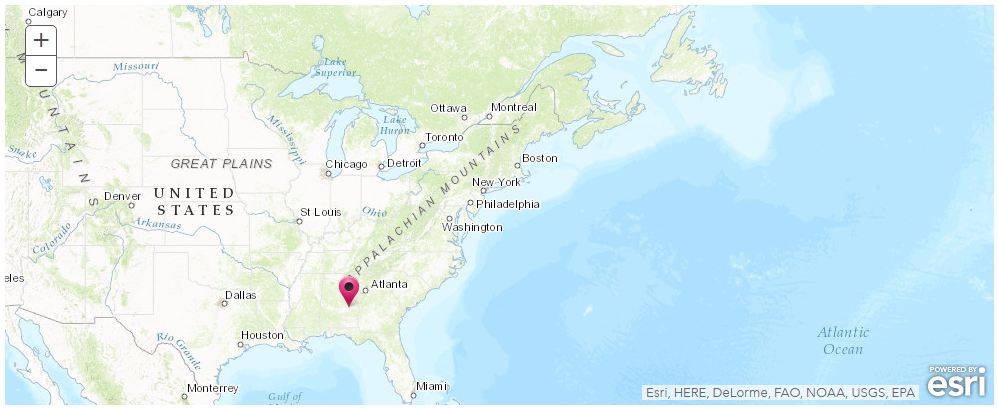 Calgary
+
−
MOUNTAINS
Missouri
Lake
Superior
Mississippi
Ottawa
Montreal
Lake
Huron
Toronto
Snake
GREAT PLAINS
Chicago
Detroit
Boston
APPALACHIAN MOUNTAINS
New York
Denver
UNITED
STATES
Philadelphia
St Louis
Ohio
Arkansas
Washington
Colorado
eles
Atlanta
Dallas
Houston
Rio Grande
Atlantic
Ocean
Monterrey
Miami
Gulf of
Esri, HERE, DeLorme, FAO, NOAA, USGS, EPA
POWERED BY
esri